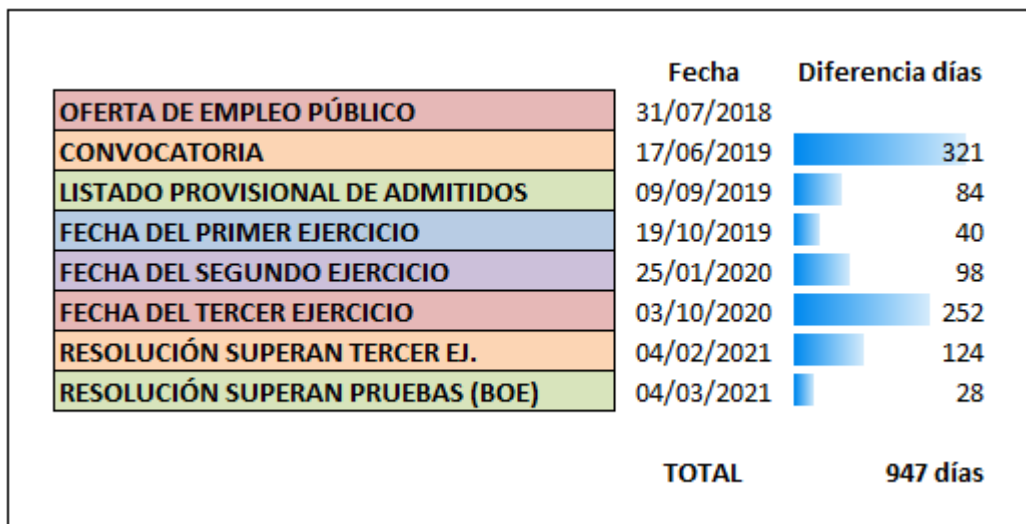 Fecha Diferencia días
OFERTA DE EMPLEO PÚBLICO 31/07/2018
CONVOCATORIA 17/06/2019 321
LISTADO PROVISIONAL DE ADMITIDOS 09/09/2019 84
FECHA DEL PRIMER EJERCICIO 19/10/2019 40
FECHA DEL SEGUNDO EJERCICIO 25/01/2020 98
FECHA DEL TERCER EJERCICIO 03/10/2020 252
RESOLUCIÓN SUPERAN TERCER EJ. 04/02/2021 124
RESOLUCIÓN SUPERAN PRUEBAS (BOE) 04/03/2021 28
TOTAL 947 días